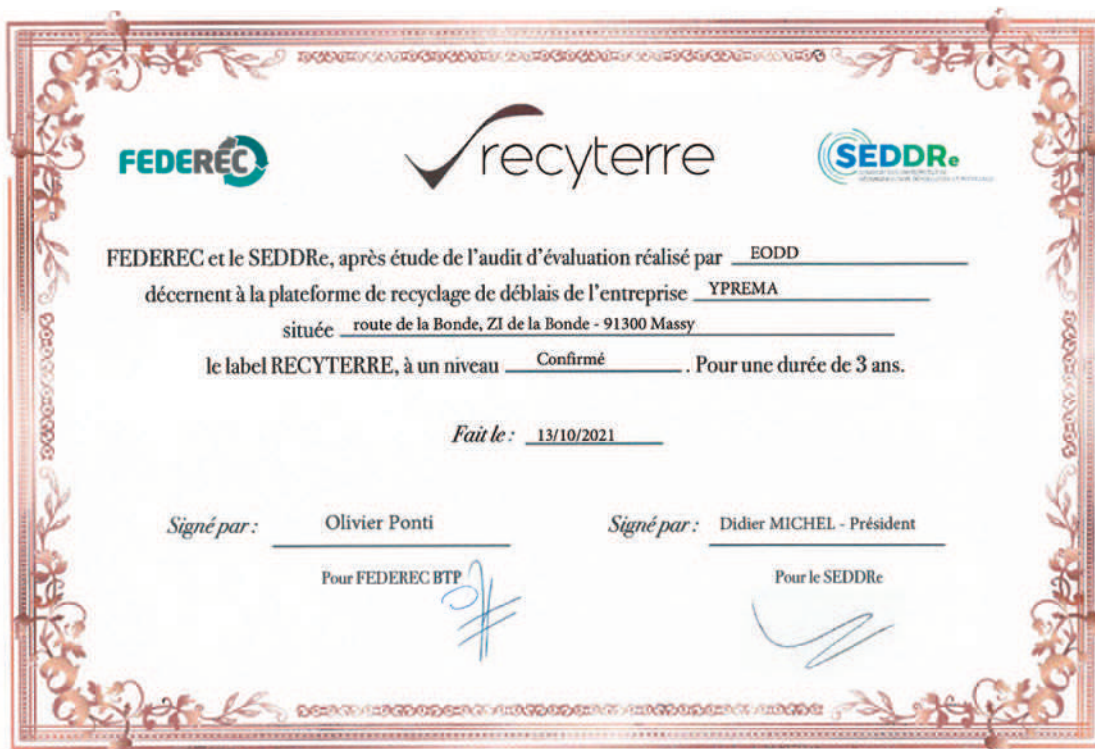 FEDEREC
recyterre
SEDDRe
FEDEREC et le SEDDRe, après étude de l'audit d'évaluation réalisé par EODD
décernent à la plateforme de recyclage de déblais de l'entreprise YPREMA
située route de la Bonde, ZI de la Bonde - 91300 Massy
le label RECYTERRE, à un niveau Confirmé . Pour une durée de 3 ans.
Fait le : 13/10/2021
Signé par : Olivier Ponti
Pour FEDEREC BTP
Signé par : Didier MICHEL - Président
Pour le SEDDRe